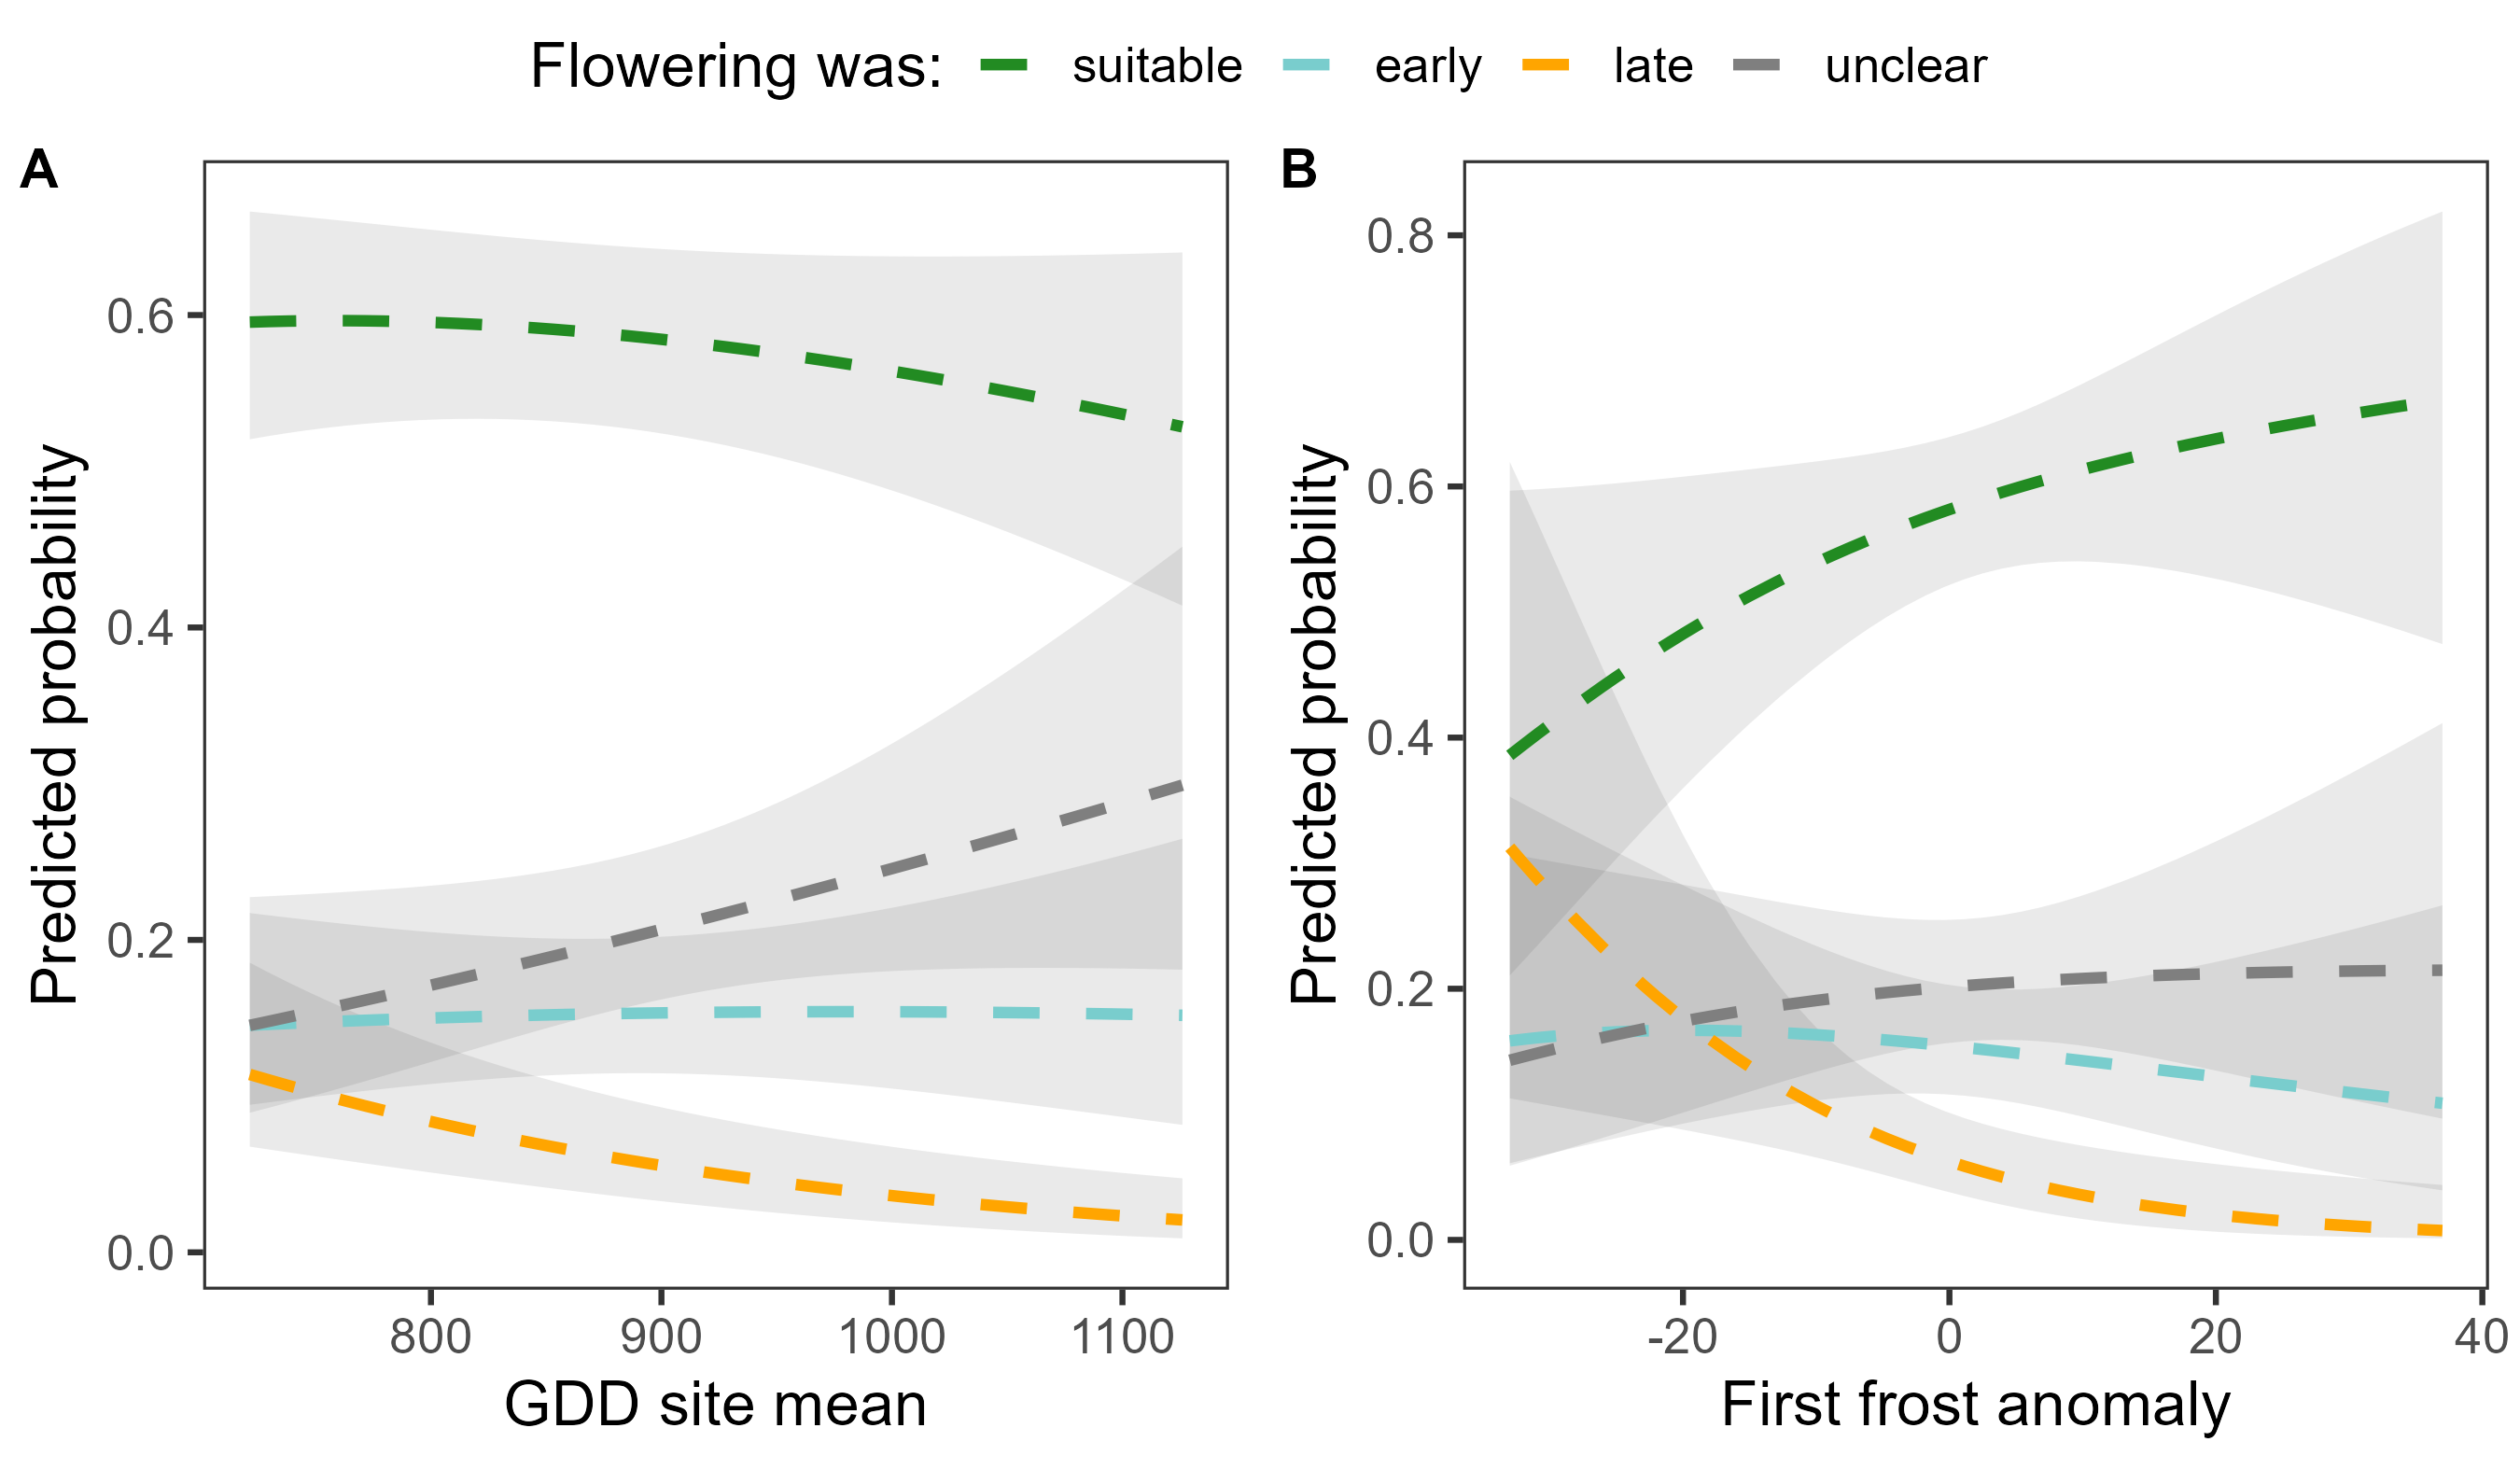 Flowering was: suitable early late unclear
A
B
Predicted probability
0.6
0.4
0.2
0.0
800 900 1000 1100
GDD site mean
Predicted probability
0.8
0.6
0.4
0.2
0.0
-20 0 20 40
First frost anomaly